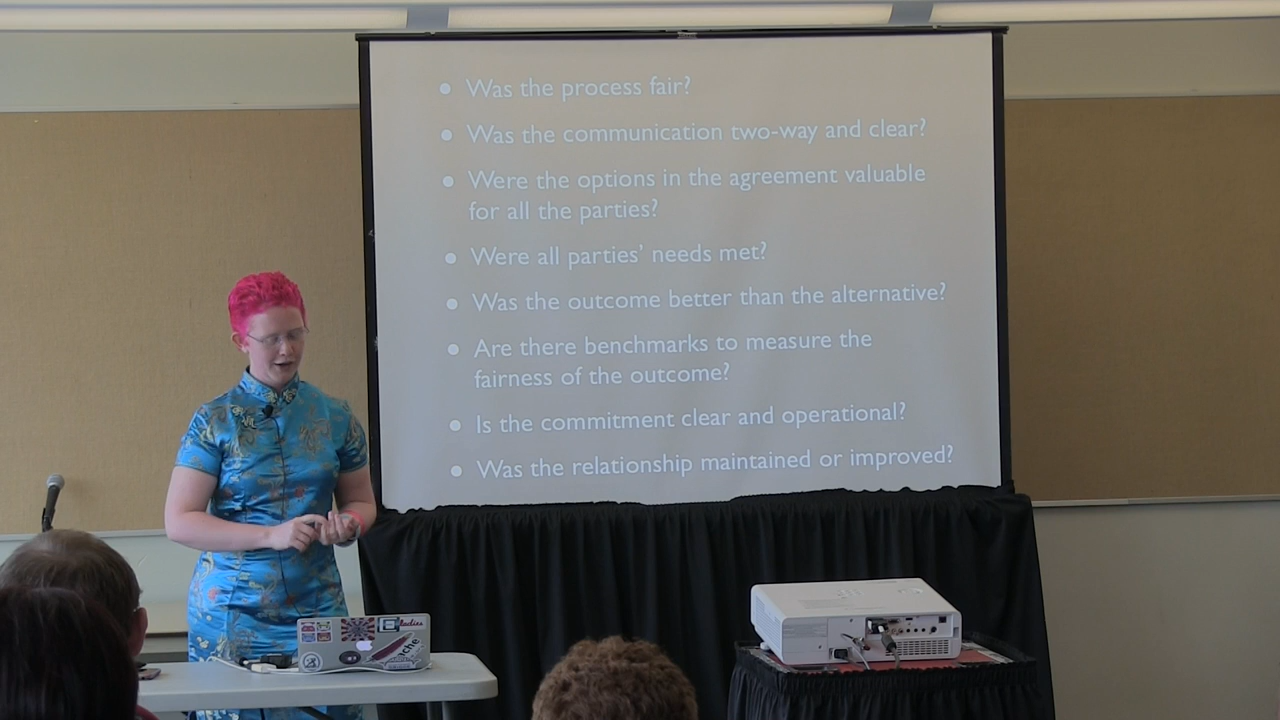 • Was the process fair?
• Was the communication two-way and clear?
• Were the options in the agreement valuable
for all the parties?
• Were all parties' needs met?
• Was the outcome better than the alternative?
• Are there benchmarks to measure the
fairness of the outcome?
• Is the commitment clear and operational?
• Was the relationship maintained or improved?
ladies